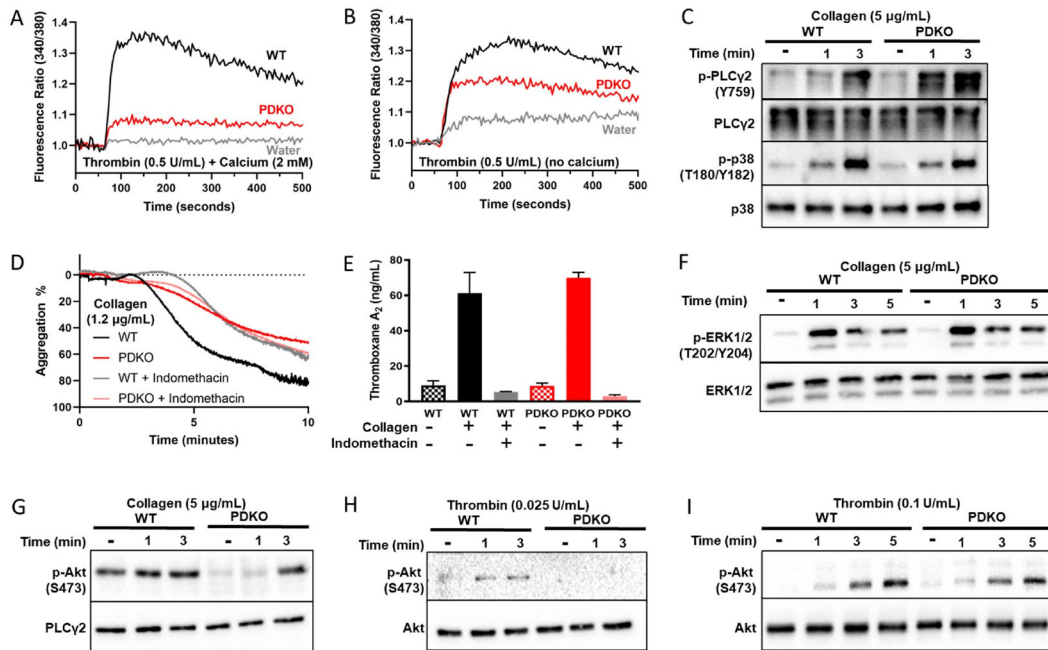 A
Fluorescence Ratio (340/380)
1.4
1.3
1.2
1.1
1.0
WT
PDKO
Water
Thrombin (0.5 U/mL) + Calcium (2 mM)
0 100 200 300 400 500
Time (seconds)
B
Fluorescence Ratio (340/380)
1.4
1.3
1.2
1.1
1.0
WT
PDKO
Water
Thrombin (0.5 U/mL) (no calcium)
0 100 200 300 400 500
Time (seconds)
C
Collagen (5 µg/mL)
WT PDKO
Time (min) - 1 3 - 1 3
p-PLCγ2
(Y759)
PLCγ2
p-p38
(T180/Y182)
p38
D
Aggregation %
0
20
40
60
80
100
Collagen
(1.2 µg/mL)
WT
PDKO
WT + Indomethacin
PDKO + Indomethacin
0 5 10
Time (minutes)
E
Thromboxane A2 (ng/mL)
80
60
40
20
0
WT WT WT PDKO PDKO PDKO
Collagen - + + - + +
Indomethacin - - + - - +
F
Collagen (5 µg/mL)
WT PDKO
Time (min) - 1 3 5 - 1 3 5
p-ERK1/2
(T202/Y204)
ERK1/2
G
Collagen (5 µg/mL)
WT PDKO
Time (min) - 1 3 - 1 3
p-Akt
(S473)
PLCγ2
H
Thrombin (0.025 U/mL)
WT PDKO
Time (min) - 1 3 - 1 3
p-Akt
(S473)
Akt
I
Thrombin (0.1 U/mL)
WT PDKO
Time (min) - 1 3 5 - 1 3 5
p-Akt
(S473)
Akt